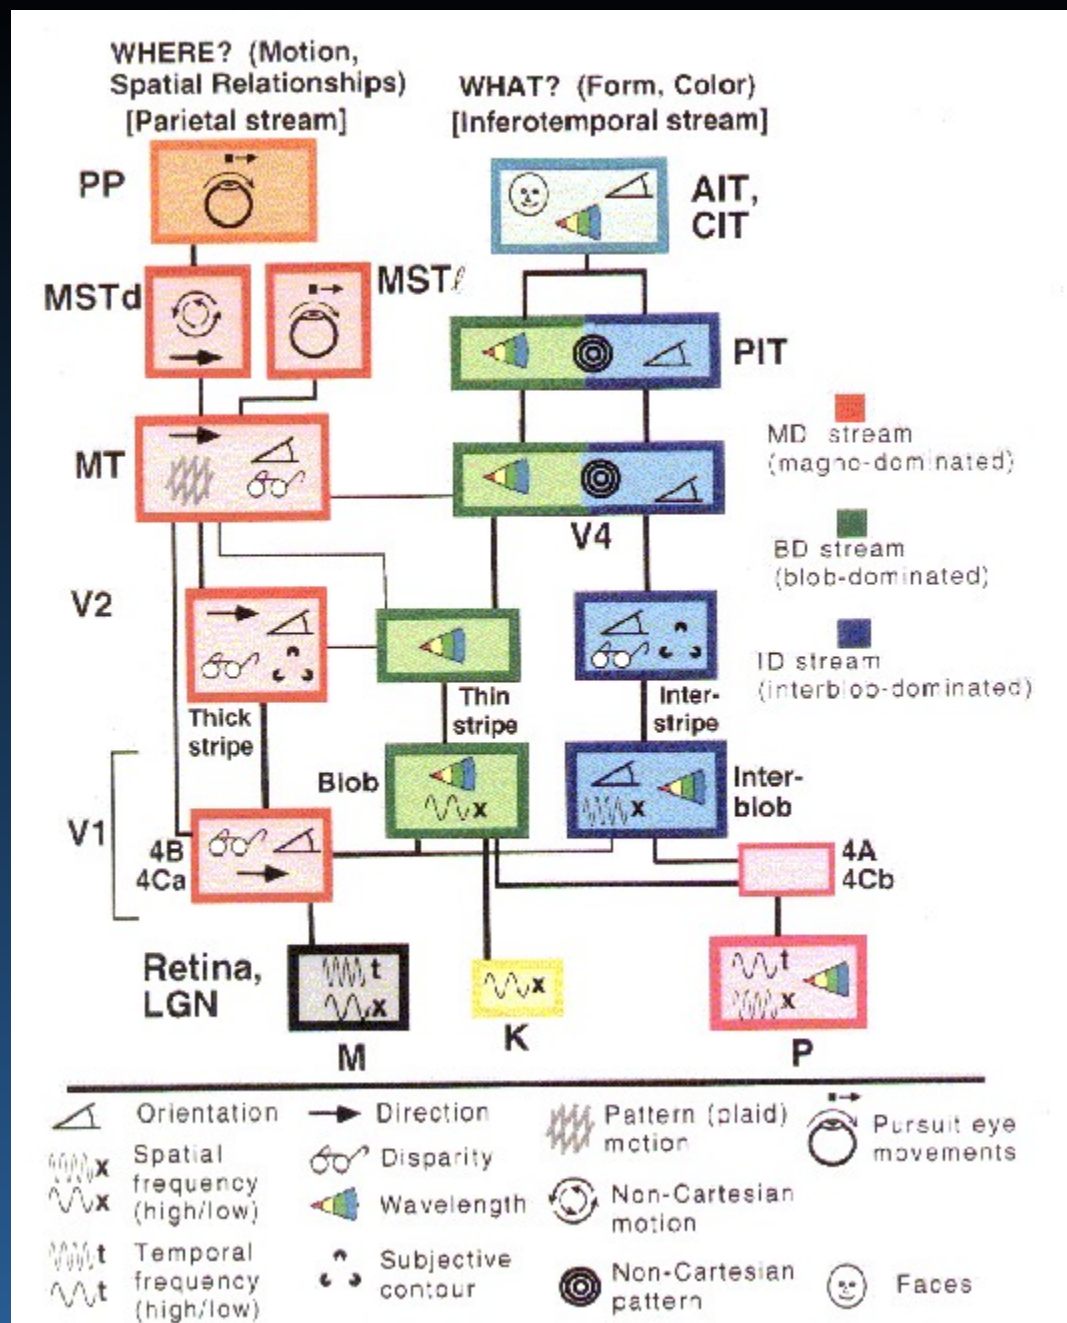 WHERE? (Motion,
Spatial Relationships)
[Parietal stream]
WHAT? (Form, Color)
[Inferotemporal stream]
PP
AIT,
CIT
MSTd
MSTℓ
PIT
MT
V4
MD stream
(magno-dominated)
BD stream
(blob-dominated)
ID stream
(interblob-dominated)
V2
Thick
stripe
Thin
stripe
Inter-
stripe
V1
Blob
x
x
Inter-
blob
4B
4Ca
4A
4Cb
Retina,
LGN
t
x
M
x
K
t
x
P
Orientation
Direction
Pattern (plaid)
motion
Pursuit eye
movements
x
x
Spatial
frequency
(high/low)
Disparity
Wavelength
Non-Cartesian
motion
t
t
Temporal
frequency
(high/low)
Subjective
contour
Non-Cartesian
pattern
Faces